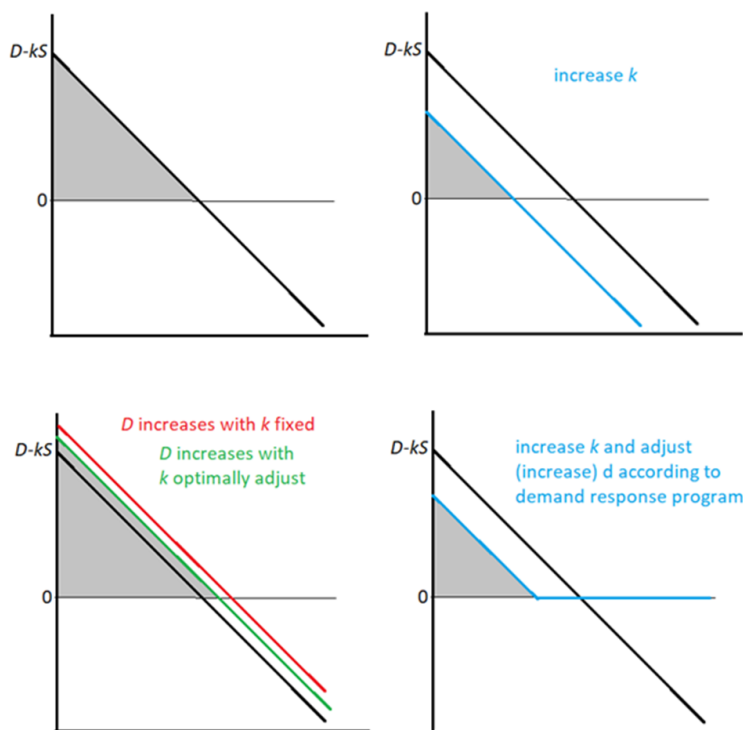 D-kS
0
D-kS
increase k
0
D-kS
D increases with k fixed
D increases with
k optimally adjust
0
D-kS
increase k and adjust
(increase) d according to
demand response program
0